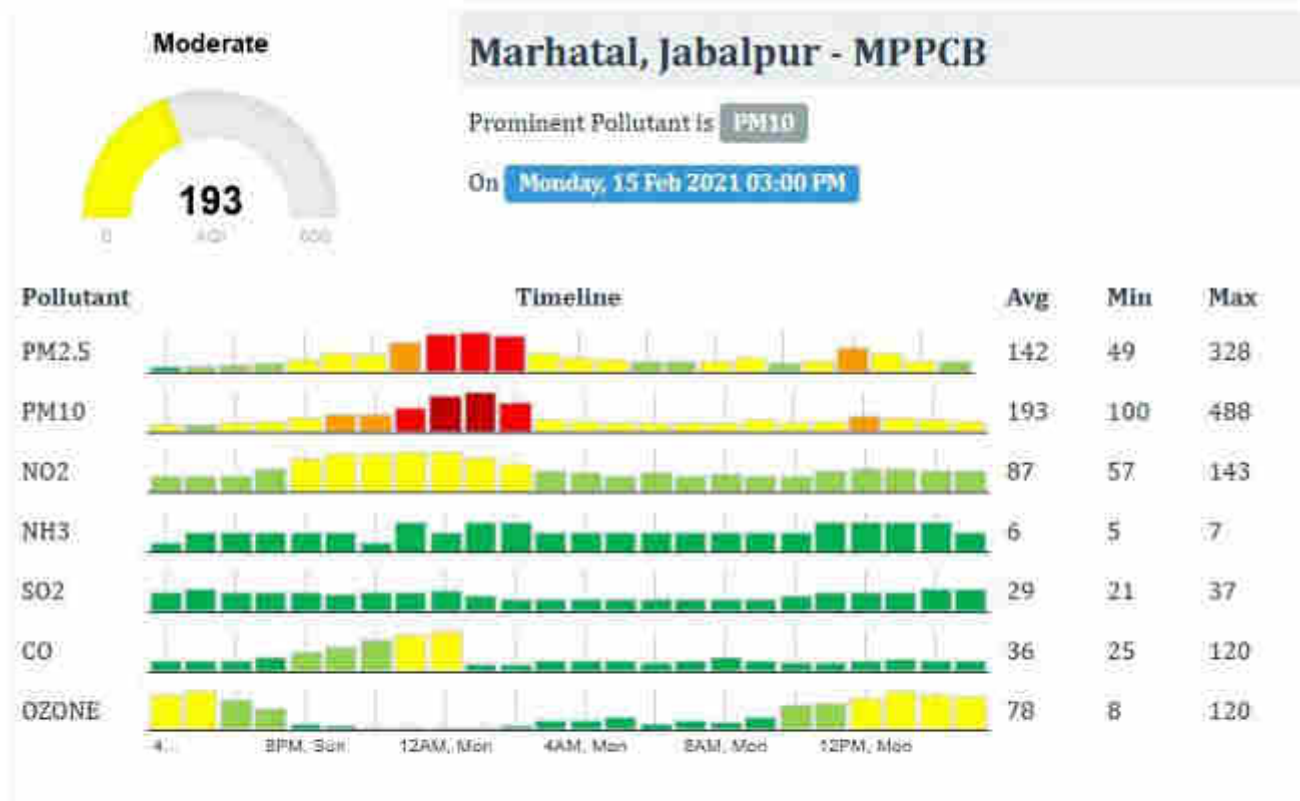 Moderate
193
0 AQI 500
Marhatal, Jabalpur - MPPCB
Prominent Pollutant is PM10
On Monday, 15 Feb 2021 03:00 PM
Pollutant Timeline Avg Min Max
PM2.5 142 49 328
PM10 193 100 488
NO2 87 57 143
NH3 6 5 7
SO2 29 21 37
CO 36 25 120
OZONE 78 8 120
4... 8PM, Sun 12AM, Mon 4AM, Mon 8AM, Mon 12PM, Mon